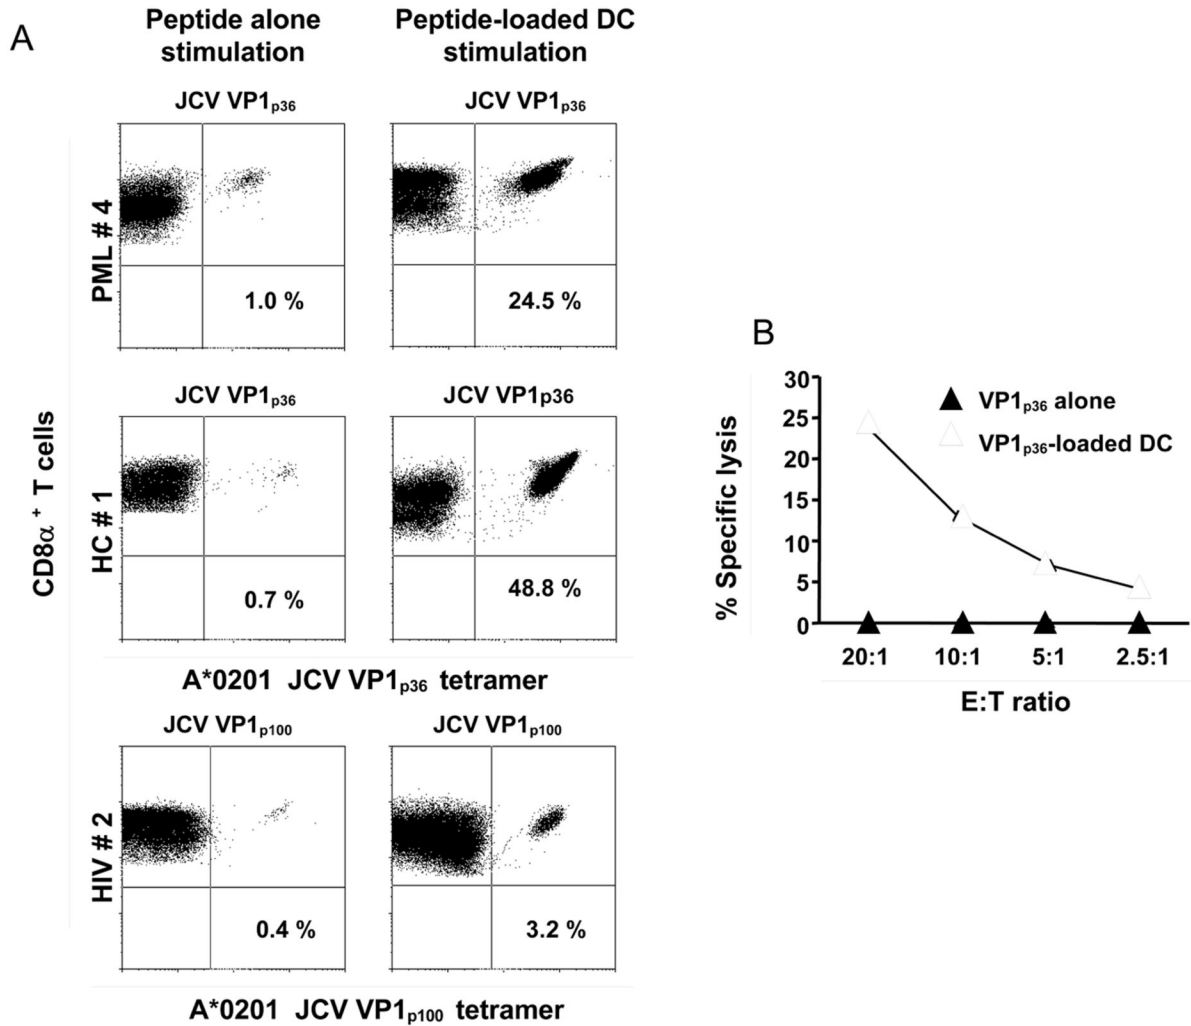 A
Peptide alone
stimulation
Peptide-loaded DC
stimulation
JCV VP1p36
JCV VP1p36
PML # 4
1.0 %
24.5 %
CD8α + T cells
JCV VP1p36
JCV VP1p36
HC # 1
0.7 %
48.8 %
A*0201 JCV VP1p36 tetramer
JCV VP1p100
JCV VP1p100
HIV # 2
0.4 %
3.2 %
A*0201 JCV VP1p100 tetramer
B
% Specific lysis
30
25
20
15
10
5
0
VP1p36 alone
VP1p36-loaded DC
20:1 10:1 5:1 2.5:1
E:T ratio